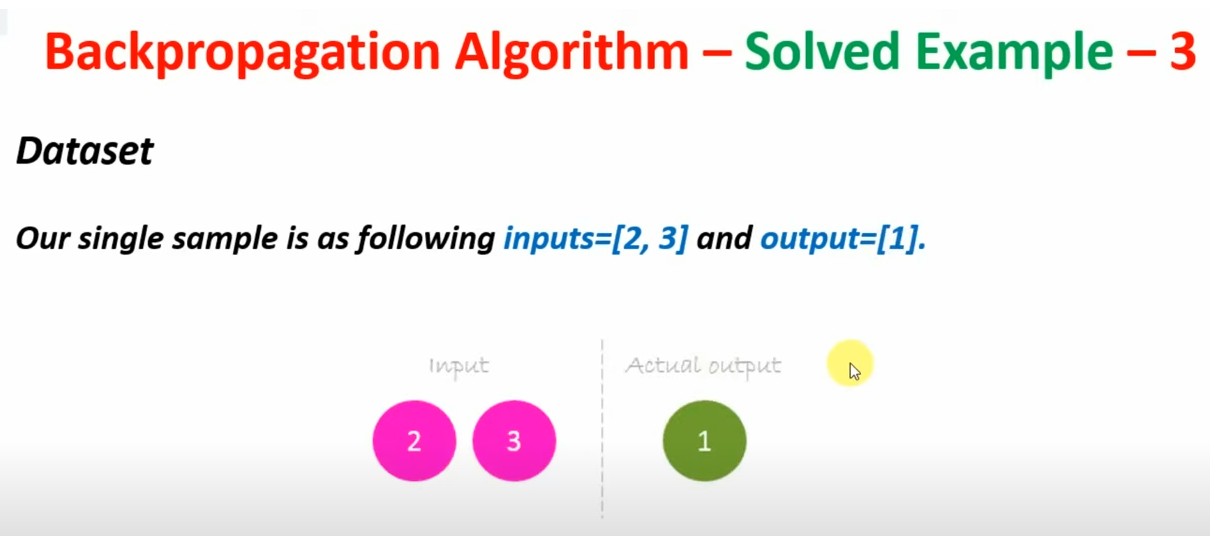 Backpropagation Algorithm – Solved Example – 3
Dataset
Our single sample is as following inputs=[2, 3] and output=[1].
Input Actual output
2 3 1